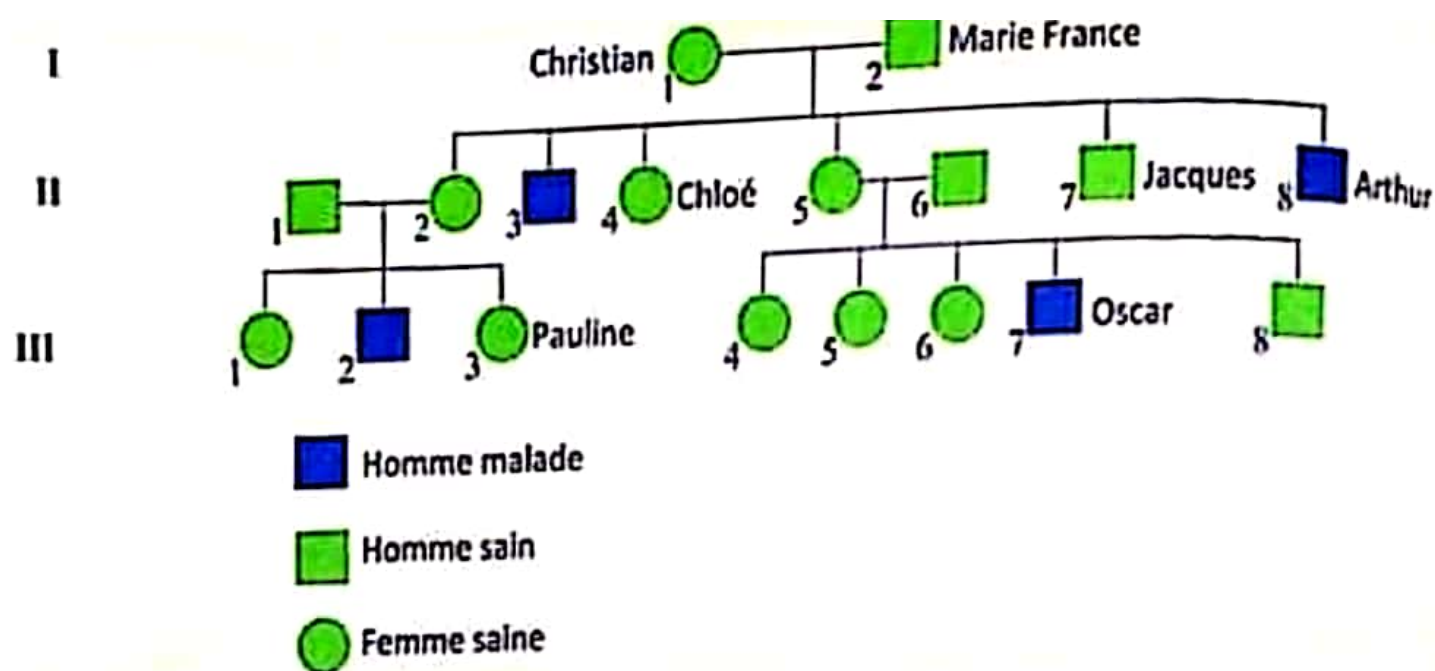 I Christian 1 2 Marie France
II 1 2 3 4 Chloé 5 6 7 Jacques 8 Arthur
III 1 2 3 Pauline 4 5 6 7 Oscar 8
Homme malade
Homme sain
Femme saine